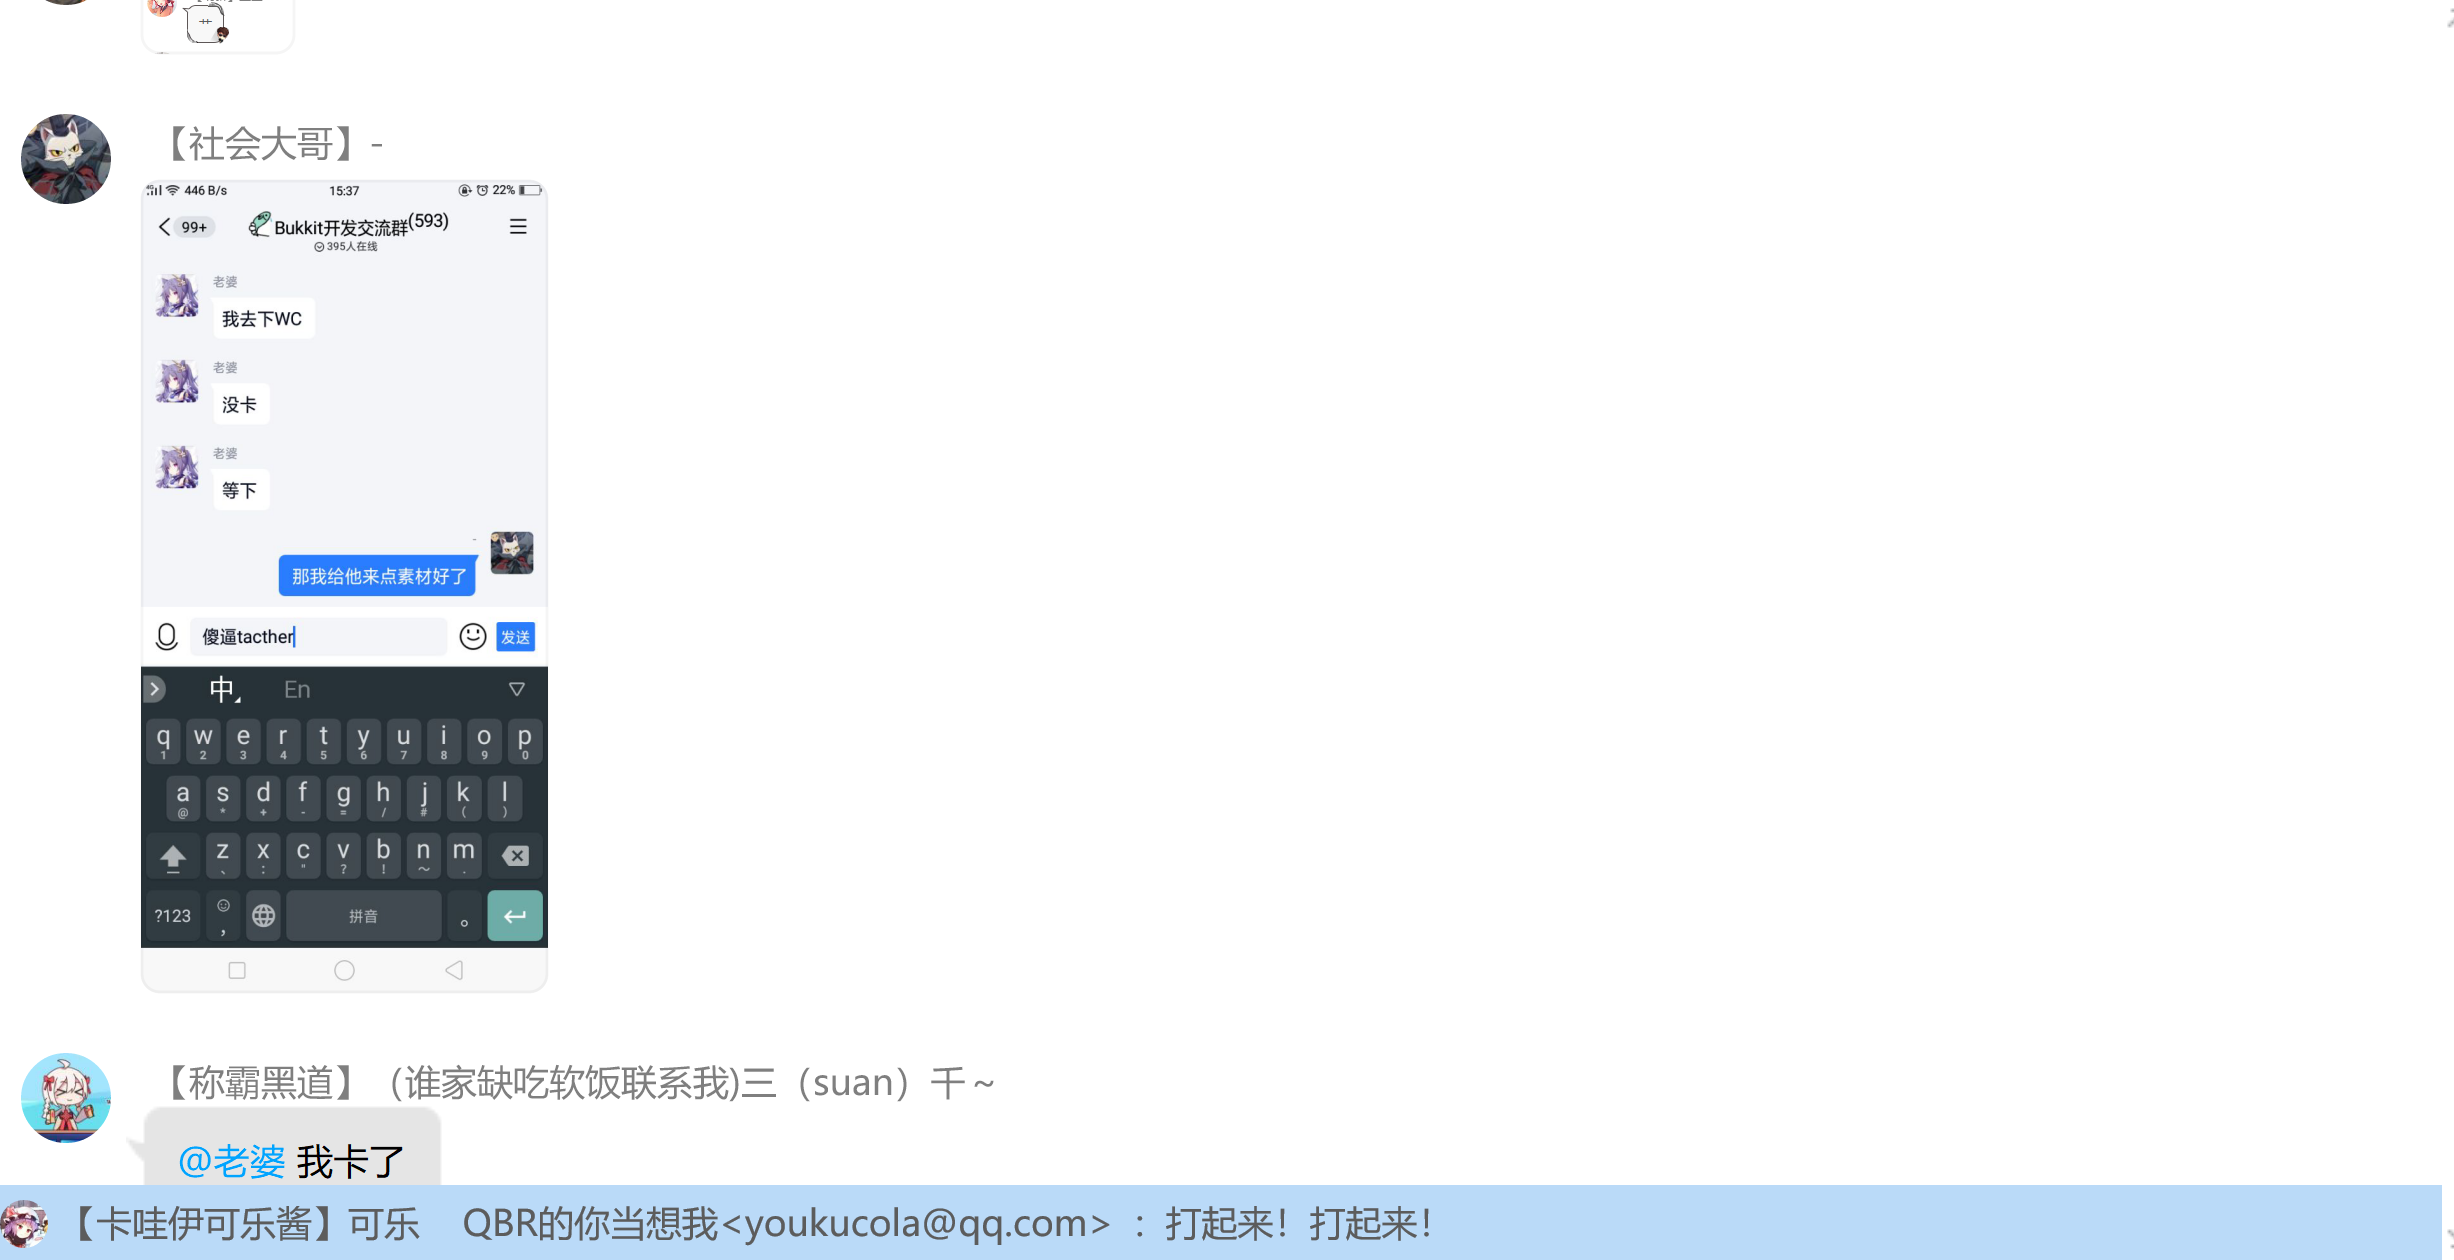 【社会大哥】-
446 B/s 15:37 22%
99+ Bukkit开发交流群(593)
395人在线
老婆
我去下WC
老婆
没卡
老婆
等下
-
那我给他来点素材好了
傻逼tacther 发送
中 En
q w e r t y u i o p
1 2 3 4 5 6 7 8 9 0
a s d f g h j k l
@ * + - = / # ( )
z x c v b n m
、 : " ? ! ~ .
?123 , 拼音 。
【称霸黑道】 (谁家缺吃软饭联系我)三（suan）千~
@老婆 我卡了
【卡哇伊可乐酱】可乐 QBR的你当想我<youkucola@qq.com> ：打起来！打起来！